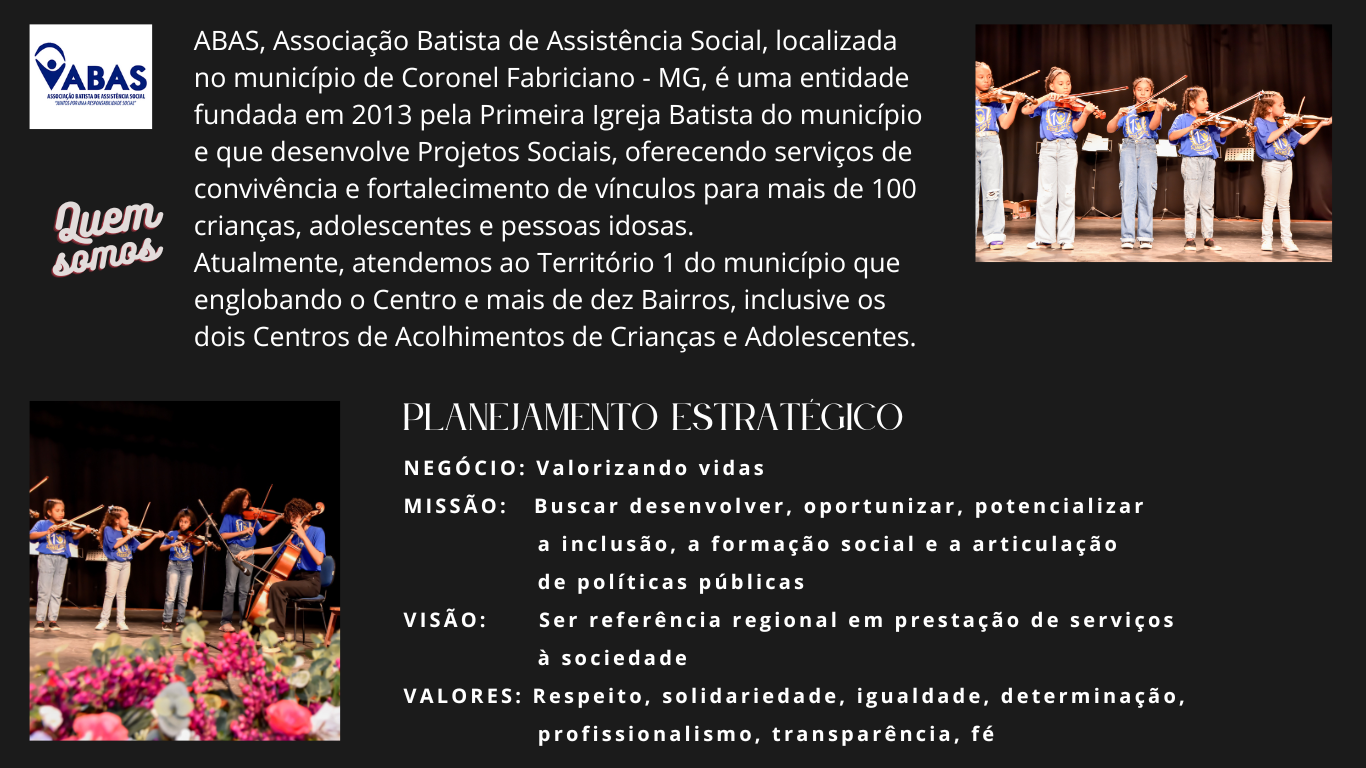 ABAS
ASSOCIAÇÃO BATISTA DE ASSISTÊNCIA SOCIAL
"JUNTOS POR UMA RESPONSABILIDADE SOCIAL"
Quem
somos
ABAS, Associação Batista de Assistência Social, localizada
no município de Coronel Fabriciano - MG, é uma entidade
fundada em 2013 pela Primeira Igreja Batista do município
e que desenvolve Projetos Sociais, oferecendo serviços de
convivência e fortalecimento de vínculos para mais de 100
crianças, adolescentes e pessoas idosas.
Atualmente, atendemos ao Território 1 do município que
englobando o Centro e mais de dez Bairros, inclusive os
dois Centros de Acolhimentos de Crianças e Adolescentes.
PLANEJAMENTO ESTRATÉGICO
NEGÓCIO: Valorizando vidas
MISSÃO: Buscar desenvolver, oportunizar, potencializar
a inclusão, a formação social e a articulação
de políticas públicas
VISÃO: Ser referência regional em prestação de serviços
à sociedade
VALORES: Respeito, solidariedade, igualdade, determinação,
profissionalismo, transparência, fé